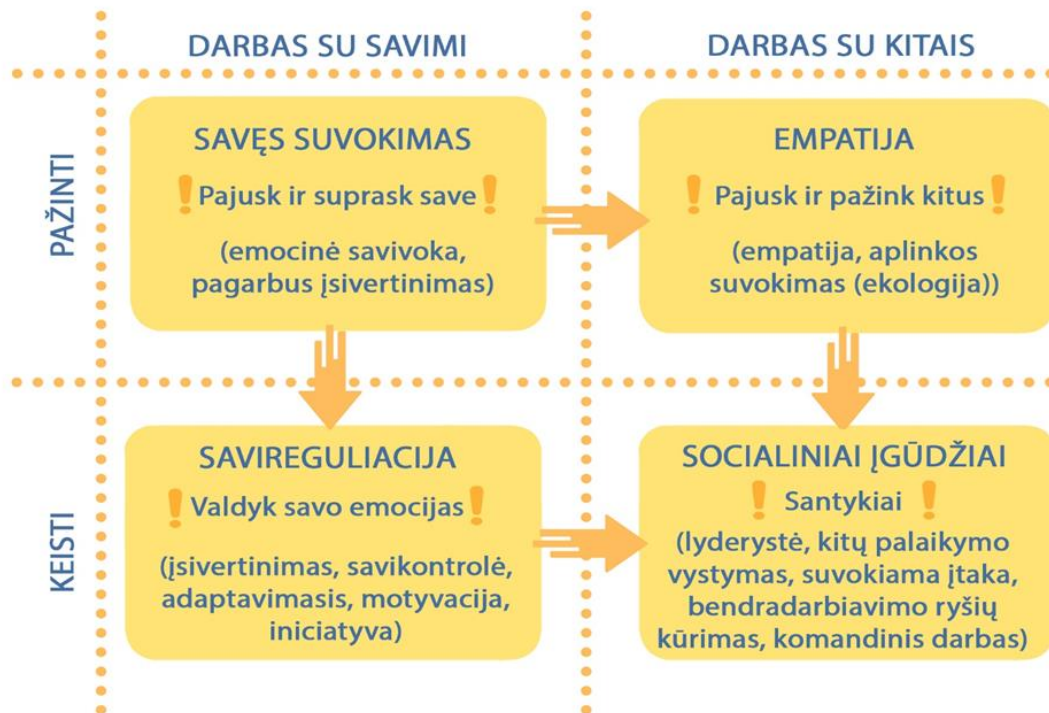 DARBAS SU SAVIMI
DARBAS SU KITAIS
PAŽINTI
SAVĘS SUVOKIMAS
! Pajusk ir suprask save !
(emocinė savivoka,
pagarbus įsivertinimas)
EMPATIJA
! Pajusk ir pažink kitus !
(empatija, aplinkos
suvokimas (ekologija))
KEISTI
SAVIREGULIACIJA
! Valdyk savo emocijas !
(įsivertinimas, savikontrolė,
adaptavimasis, motyvacija,
iniciatyva)
SOCIALINIAI ĮGŪDŽIAI
! Santykiai !
(lyderystė, kitų palaikymo
vystymas, suvokiama įtaka,
bendradarbiavimo ryšių
kūrimas, komandinis darbas)